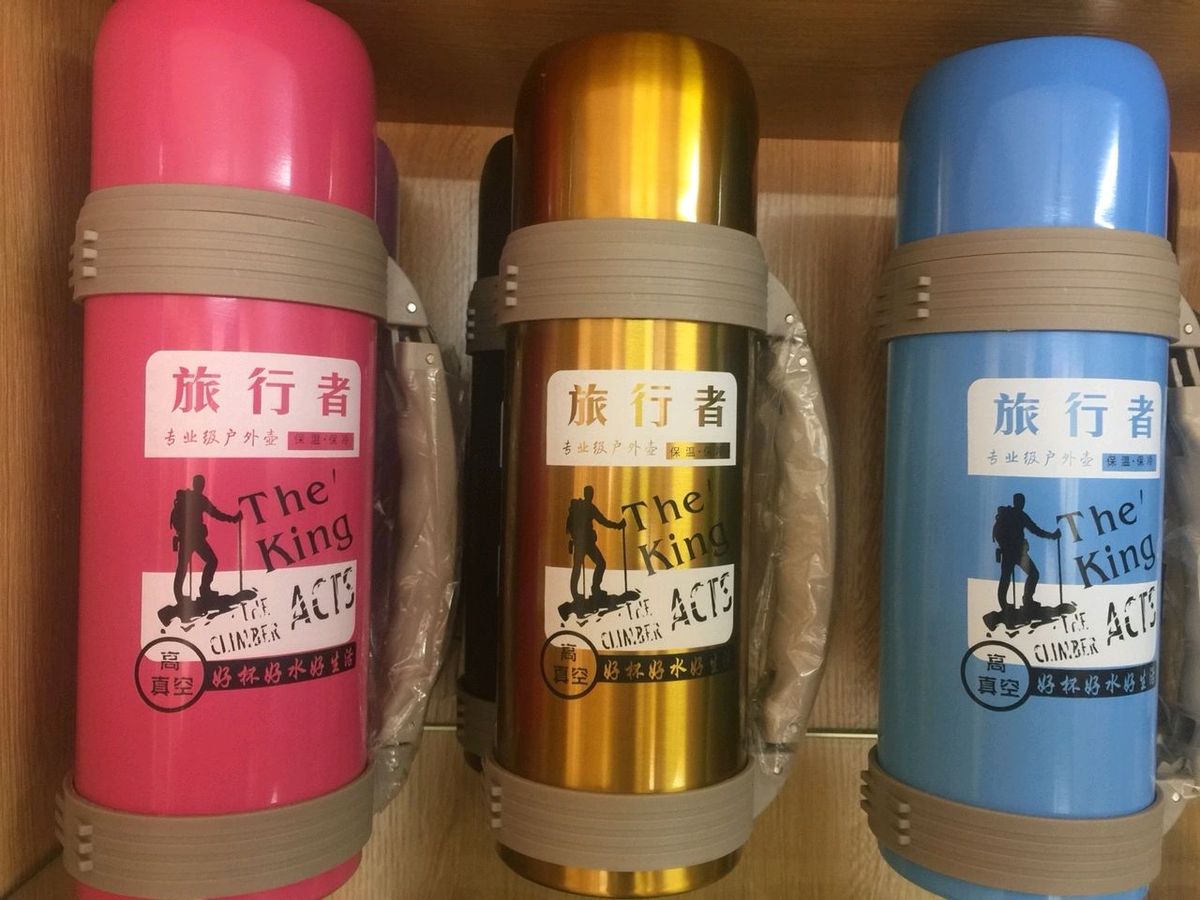 旅行者
专业级户外壶 保温·保冷
The'
King
THE ACTS
CLIMBER
高
真空
好杯好水好生活
旅行者
专业级户外壶 保温·保冷
The'
King
THE ACTS
CLIMBER
高
真空
好杯好水好生活
旅行者
专业级户外壶 保温·保冷
The'
King
THE ACTS
CLIMBER
高
真空
好杯好水好生活